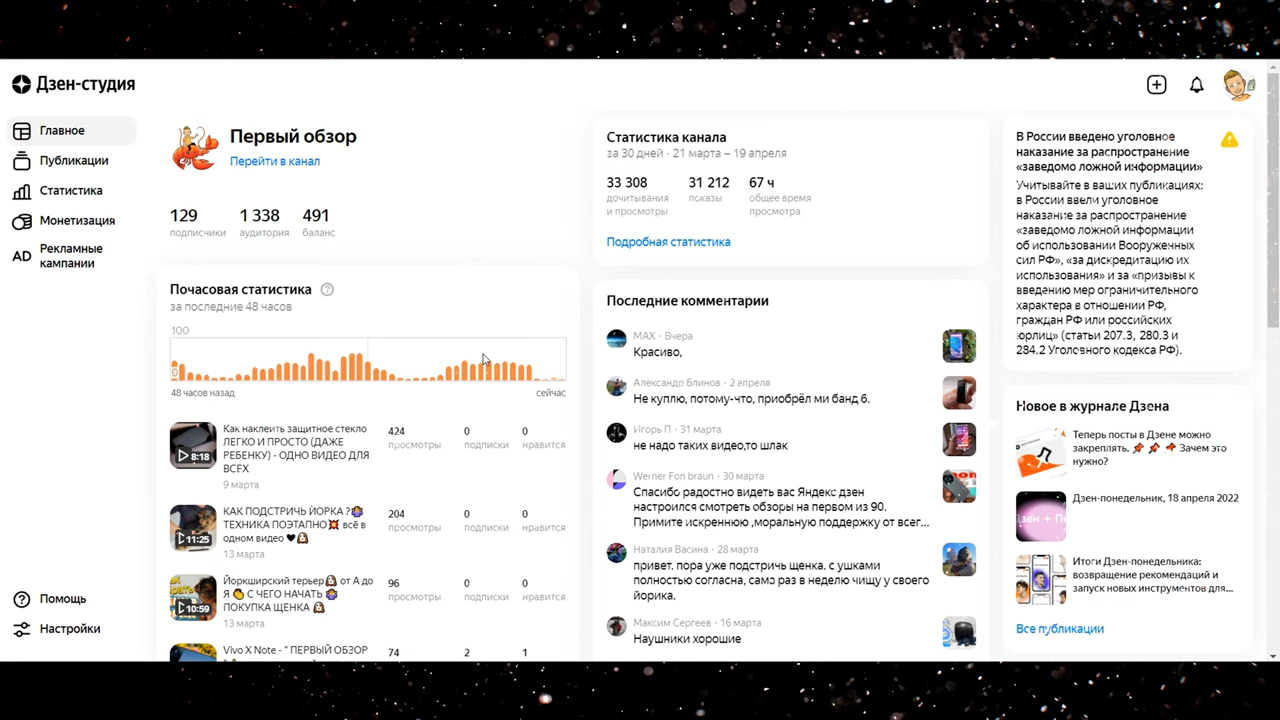 Дзен-студия
Главное
Публикации
Статистика
Монетизация
AD Рекламные
кампании
Помощь
Настройки
Первый обзор
Перейти в канал
129 1 338 491
подписчики аудитория баланс
Почасовая статистика ?
за последние 48 часов
100
0
48 часов назад сейчас
8:18
Как наклеить защитное стекло
ЛЕГКО И ПРОСТО (ДАЖЕ
РЕБЕНКУ) - ОДНО ВИДЕО ДЛЯ
ВСЕХ
9 марта
424 0 0
просмотры подписки нравится
11:25
КАК ПОДСТРИЧЬ ЙОРКА ?🤷
ТЕХНИКА ПОЭТАПНО💥 всё в
одном видео ❤🐶
13 марта
204 0 0
просмотры подписки нравится
10:59
Йоркширский терьер🐶 от А до
Я 👏 С ЧЕГО НАЧАТЬ 🤷
ПОКУПКА ЩЕНКА 🐶
13 марта
96 0 0
просмотры подписки нравится
Vivo X Note - " ПЕРВЫЙ ОБЗОР
74 2 1
Статистика канала
за 30 дней · 21 марта – 19 апреля
33 308 31 212 67 ч
дочитывания показы общее время
и просмотры просмотра
Подробная статистика
Последние комментарии
MAX · Вчера
Красиво,
Александр Блинов · 2 апреля
Не куплю, потому-что, приобрёл ми банд 6.
Игорь П · 31 марта
не надо таких видео,то шлак
Werner Fon braun · 30 марта
Спасибо радостно видеть вас Яндекс дзен
настроился смотреть обзоры на первом из 90.
Примите искреннюю ,моральную поддержку от всег...
Наталия Васина · 28 марта
привет. пора уже подстричь щенка. с ушками
полностью согласна, сама раз в неделю чищу у своего
йорика.
Максим Сергеев · 16 марта
Наушники хорошие
В России введено уголовное
наказание за распространение
«заведомо ложной информации»
Учитывайте в ваших публикациях:
в России ввели уголовное
наказание за распространение
«заведомо ложной информации
об использовании Вооруженных
сил РФ», «за дискредитацию их
использования» и за «призывы к
введению мер ограничительного
характера в отношении РФ,
граждан РФ или российских
юрлиц» (статьи 207.3, 280.3 и
284.2 Уголовного кодекса РФ).
Новое в журнале Дзена
Теперь посты в Дзене можно
закреплять. 📌 📌 📌 Зачем это
нужно?
Дзен-понедельник, 18 апреля 2022
Итоги Дзен-понедельника:
возвращение рекомендаций и
запуск новых инструментов для...
Все публикации